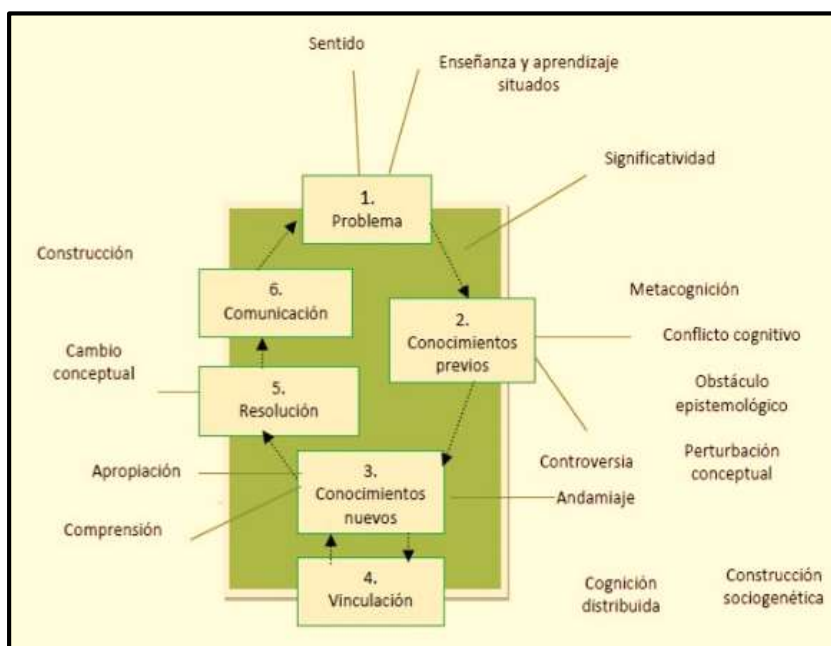 Sentido
Enseñanza y aprendizaje
situados
Significatividad
1.
Problema
Construcción
6.
Comunicación
Metacognición
2.
Conocimientos
previos
Conflicto cognitivo
Cambio
conceptual
5.
Resolución
Obstáculo
epistemológico
Controversia
Perturbación
conceptual
Apropiación
3.
Conocimientos
nuevos
Andamiaje
Comprensión
4.
Vinculación
Cognición
distribuida
Construcción
sociogenética